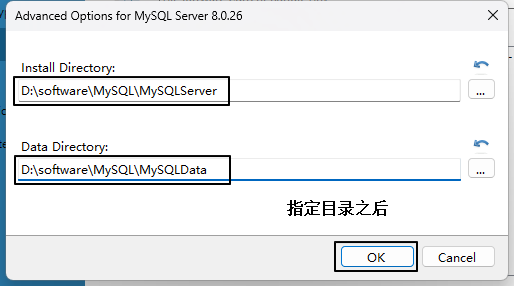 Advanced Options for MySQL Server 8.0.26
Install Directory:
D:\software\MySQL\MySQLServer
...
Data Directory:
D:\software\MySQL\MySQLData
...
指定目录之后
OK
Cancel